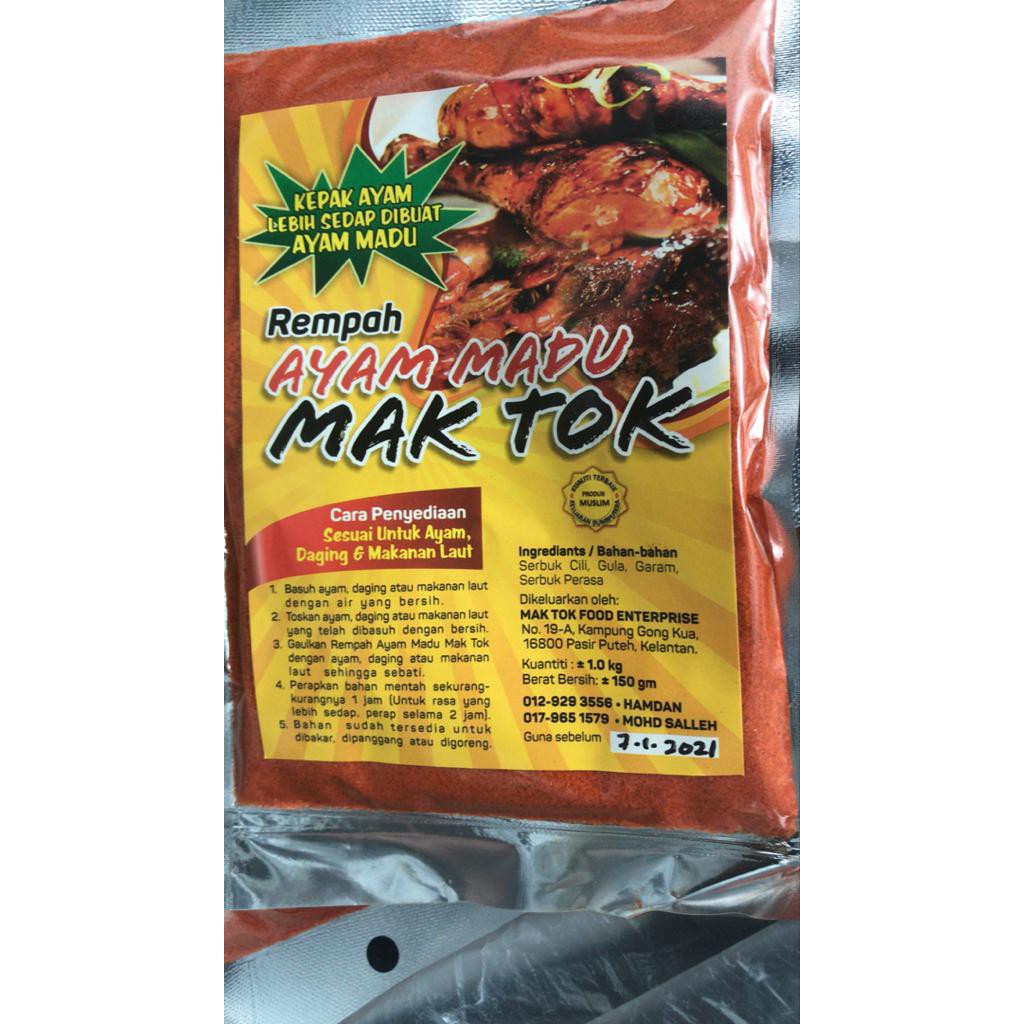 KEPAK AYAM
LEBIH SEDAP DIBUAT
AYAM MADU
Rempah
AYAM MADU
MAK TOK
Cara Penyediaan
Sesuai Untuk Ayam,
Daging & Makanan Laut
1. Basuh ayam, daging atau makanan laut
dengan air yang bersih.
2. Toskan ayam, daging atau makanan laut
yang telah dibasuh dengan bersih.
3. Gaulkan Rempah Ayam Madu Mak Tok
dengan ayam, daging atau makanan
laut sehingga sebati.
4. Perapkan bahan mentah sekurang-
kurangnya 1 jam (Untuk rasa yang
lebih sedap, perap selama 2 jam).
5. Bahan sudah tersedia untuk
dibakar, dipanggang atau digoreng.
KUALITI TERBAIK
PRODUK
MUSLIM
KELUARAN BUMIPUTERA
Ingrediants / Bahan-bahan
Serbuk Cili, Gula, Garam,
Serbuk Perasa
Dikeluarkan oleh:
MAK TOK FOOD ENTERPRISE
No. 19-A, Kampung Gong Kua,
16800 Pasir Puteh, Kelantan.
Kuantiti : ± 1.0 kg
Berat Bersih: ± 150 gm
012-929 3556 • HAMDAN
017-965 1579 • MOHD SALLEH
Guna sebelum 7.1.2021